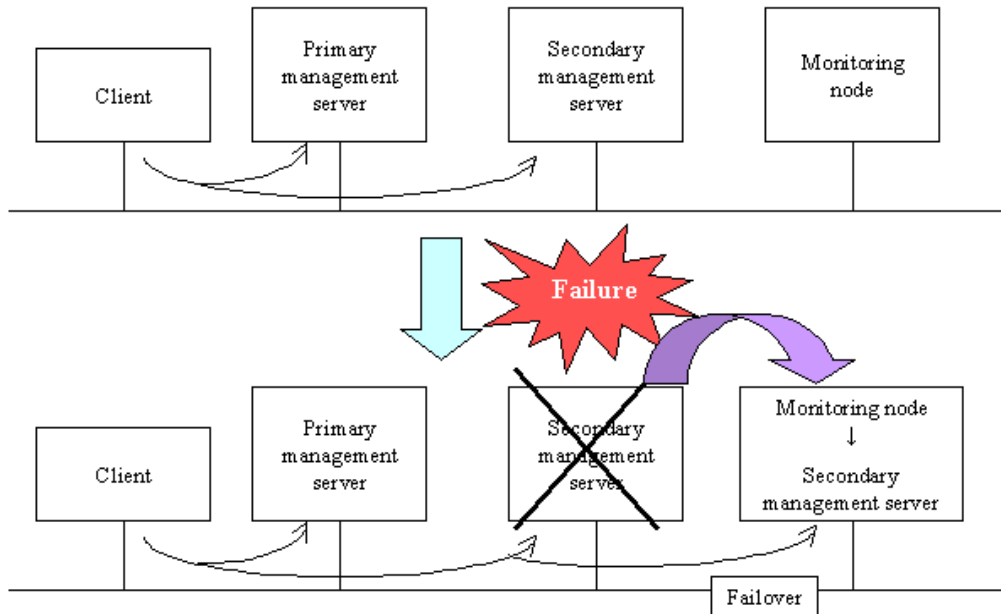 Client
Primary
management
server
Secondary
management
server
Monitoring
node
Failure
Client
Primary
management
server
Secondary
management
server
Monitoring node
↓
Secondary
management server
Failover